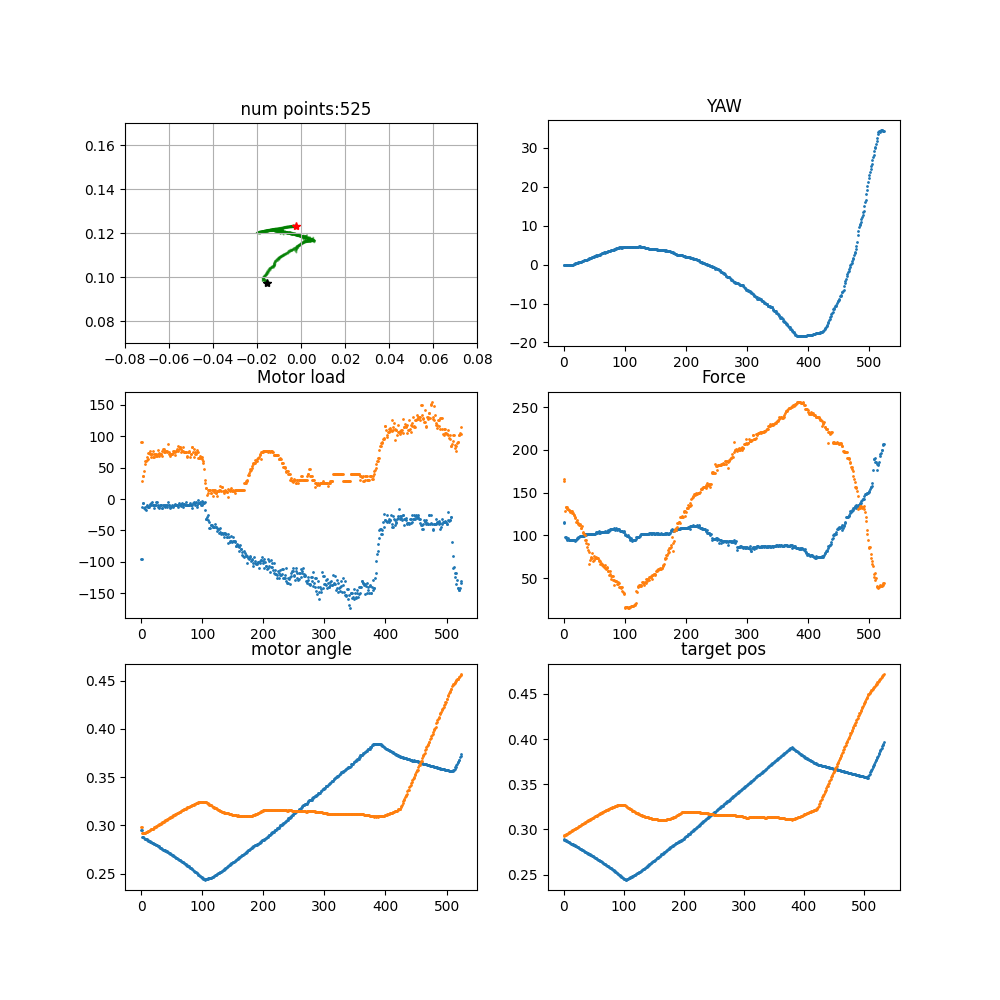 num points:525
YAW
0.16
0.14
0.12
0.10
0.08
−0.08 −0.06 −0.04 −0.02 0.00 0.02 0.04 0.06 0.08
30
20
10
0
−10
−20
0 100 200 300 400 500
Motor load
Force
150
100
50
0
−50
−100
−150
0 100 200 300 400 500
250
200
150
100
50
0 100 200 300 400 500
motor angle
target pos
0.45
0.40
0.35
0.30
0.25
0 100 200 300 400 500
0.45
0.40
0.35
0.30
0.25
0 100 200 300 400 500